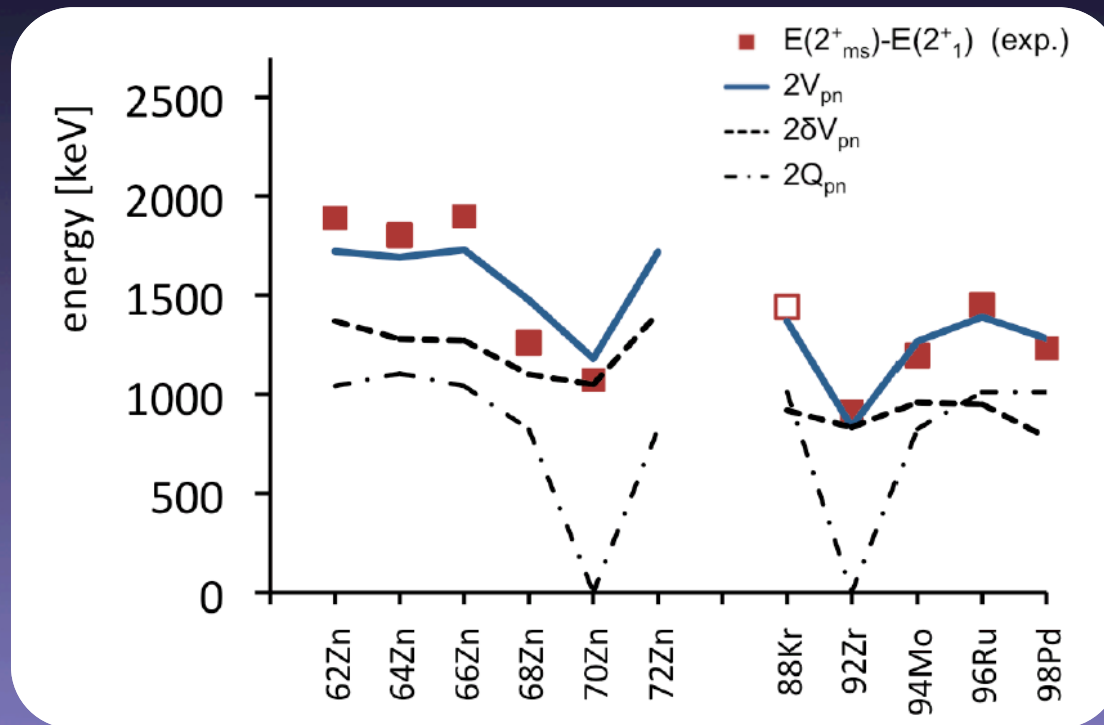 E(2⁺ms)-E(2⁺1) (exp.)
2Vpn
2δVpn
2Qpn
energy [keV]
2500
2000
1500
1000
500
0
62Zn
64Zn
66Zn
68Zn
70Zn
72Zn
88Kr
92Zr
94Mo
96Ru
98Pd